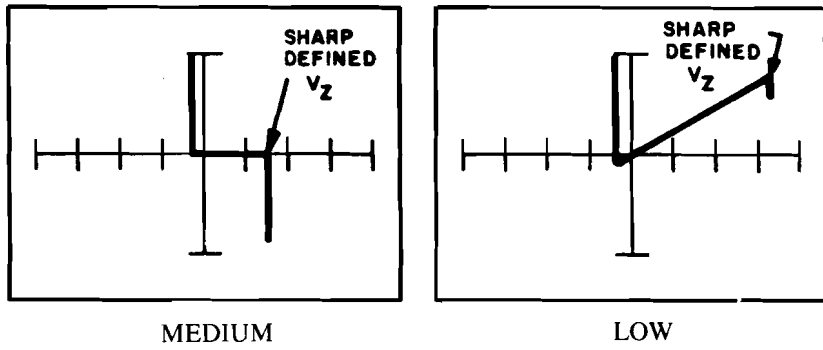 SHARP
DEFINED
VZ
SHARP
DEFINED
VZ
MEDIUM
LOW